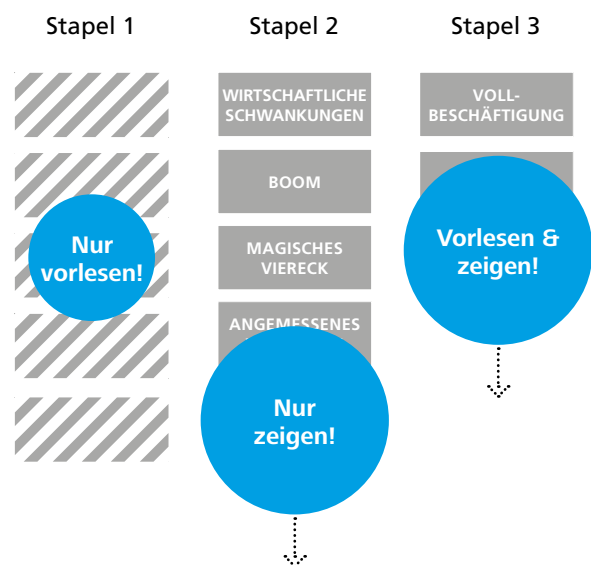 Stapel 1
Stapel 2
Stapel 3
WIRTSCHAFTLICHE
SCHWANKUNGEN
VOLL-
BESCHÄFTIGUNG
BOOM
Nur
vorlesen!
MAGISCHES
VIERECK
Vorlesen &
zeigen!
ANGEMESSENES
Nur
zeigen!